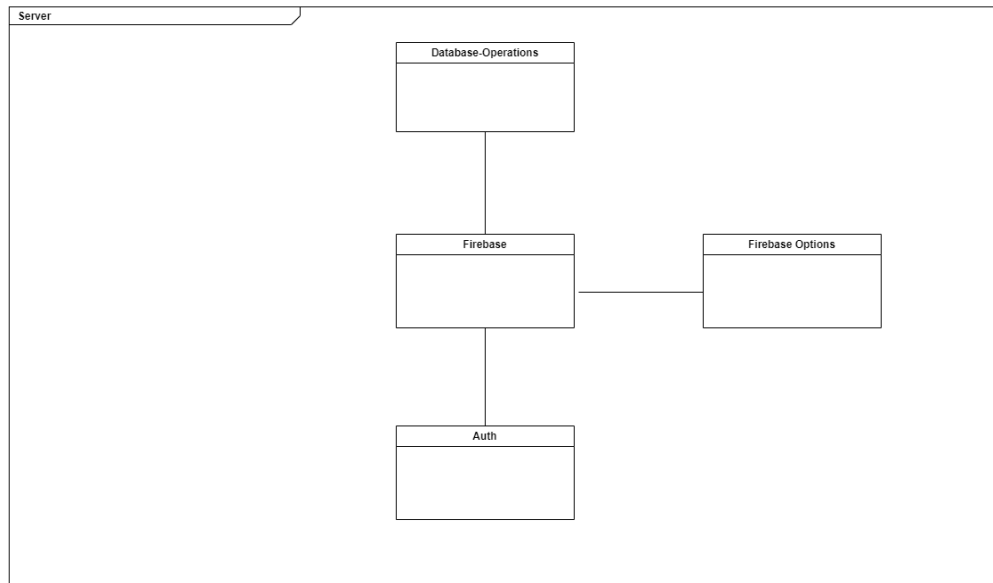 Server
Database-Operations
Firebase
Firebase Options
Auth